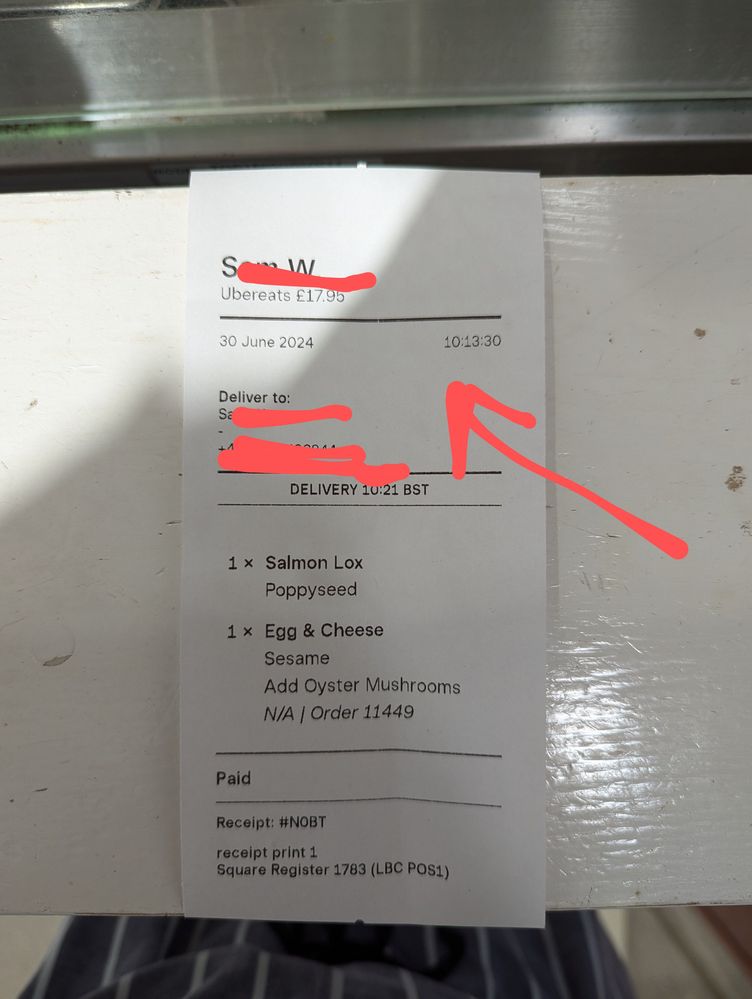 Ubereats £17.95
30 June 2024 10:13:30
Deliver to:
-
DELIVERY 10:21 BST
1 × Salmon Lox
Poppyseed
1 × Egg & Cheese
Sesame
Add Oyster Mushrooms
N/A | Order 11449
Paid
Receipt: #N0BT
receipt print 1
Square Register 1783 (LBC POS1)